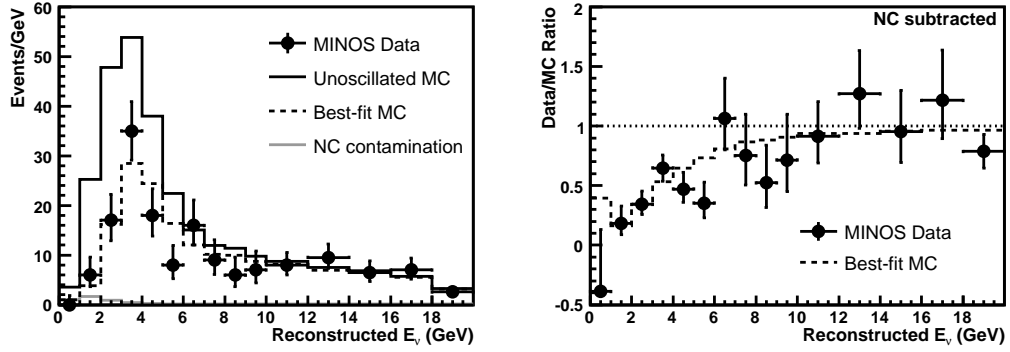 Events/GeV
60
50
40
30
20
10
0
MINOS Data
Unoscillated MC
Best-fit MC
NC contamination
0 2 4 6 8 10 12 14 16 18
Reconstructed Eν (GeV)
Data/MC Ratio
2
1.5
1
0.5
0
-0.5
NC subtracted
MINOS Data
Best-fit MC
0 2 4 6 8 10 12 14 16 18
Reconstructed Eν (GeV)